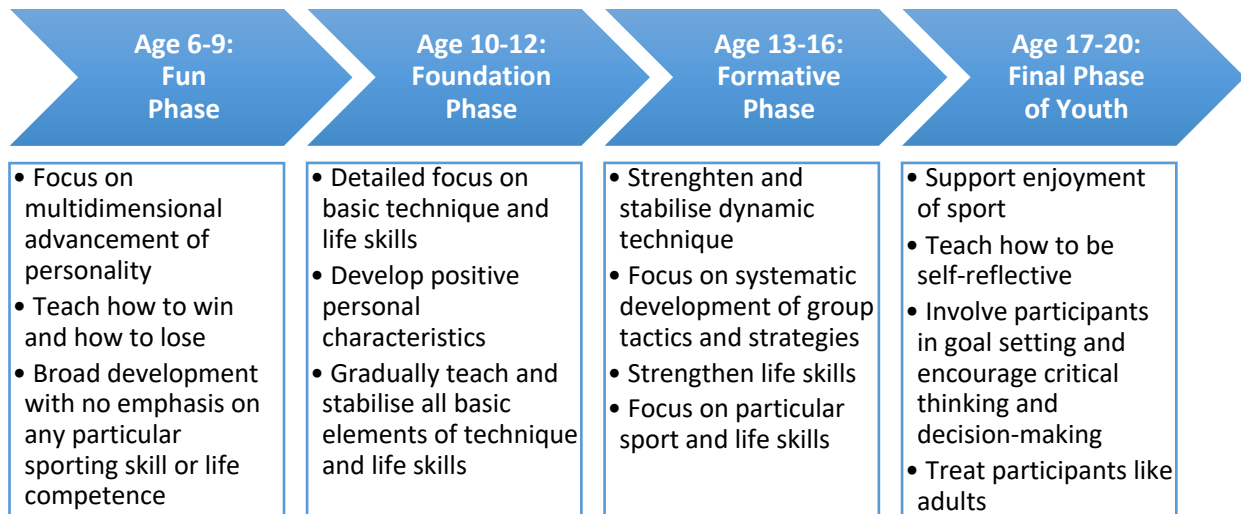 Age 6-9:
Fun
Phase
• Focus on
multidimensional
advancement of
personality
• Teach how to win
and how to lose
• Broad development
with no emphasis on
any particular
sporting skill or life
competence
Age 10-12:
Foundation
Phase
• Detailed focus on
basic technique and
life skills
• Develop positive
personal
characteristics
• Gradually teach and
stabilise all basic
elements of technique
and life skills
Age 13-16:
Formative
Phase
• Strenghten and
stabilise dynamic
technique
• Focus on systematic
development of group
tactics and strategies
• Strengthen life skills
• Focus on particular
sport and life skills
Age 17-20:
Final Phase
of Youth
• Support enjoyment
of sport
• Teach how to be
self-reflective
• Involve participants
in goal setting and
encourage critical
thinking and
decision-making
• Treat participants like
adults